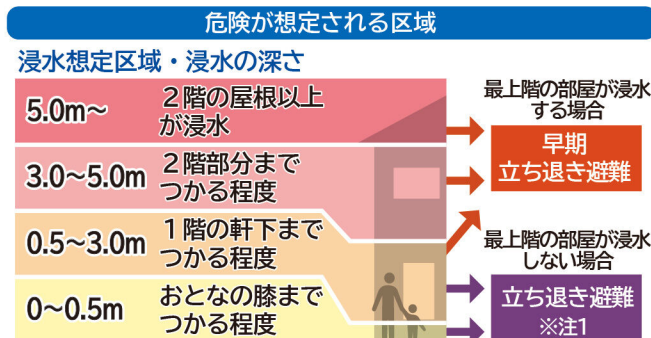 危険が想定される区域
浸水想定区域・浸水の深さ
5.0m~
2階の屋根以上
が浸水
3.0~5.0m
2階部分まで
つかる程度
0.5~3.0m
1階の軒下まで
つかる程度
0~0.5m
おとなの膝まで
つかる程度
最上階の部屋が浸水
する場合
早期
立ち退き避難
最上階の部屋が浸水
しない場合
立ち退き避難
※注1